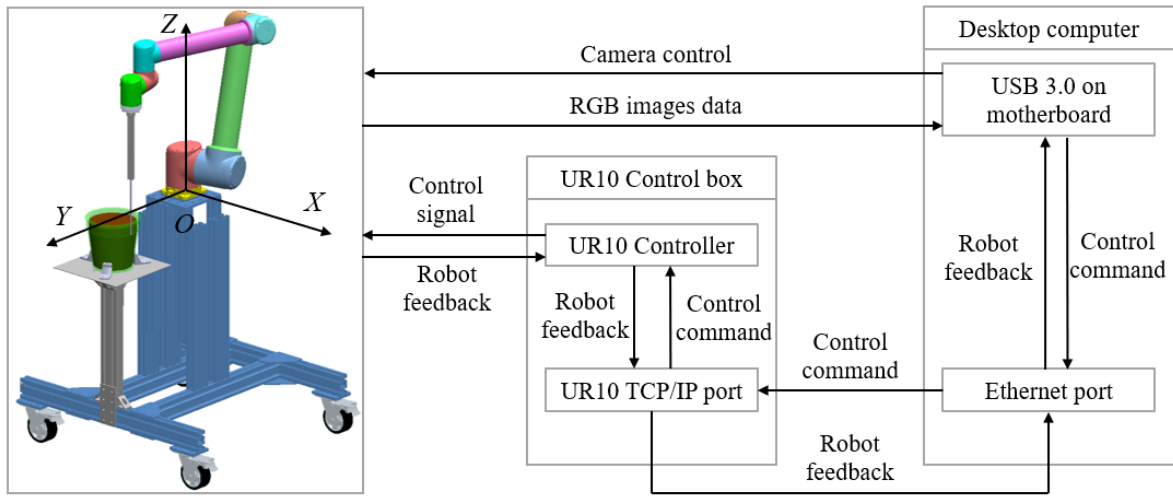 Z
X
Y
O
Camera control
RGB images data
Control
signal
Robot
feedback
UR10 Control box
UR10 Controller
Robot
feedback
Control
command
UR10 TCP/IP port
Control
command
Robot
feedback
Desktop computer
USB 3.0 on
motherboard
Robot
feedback
Control
command
Ethernet port